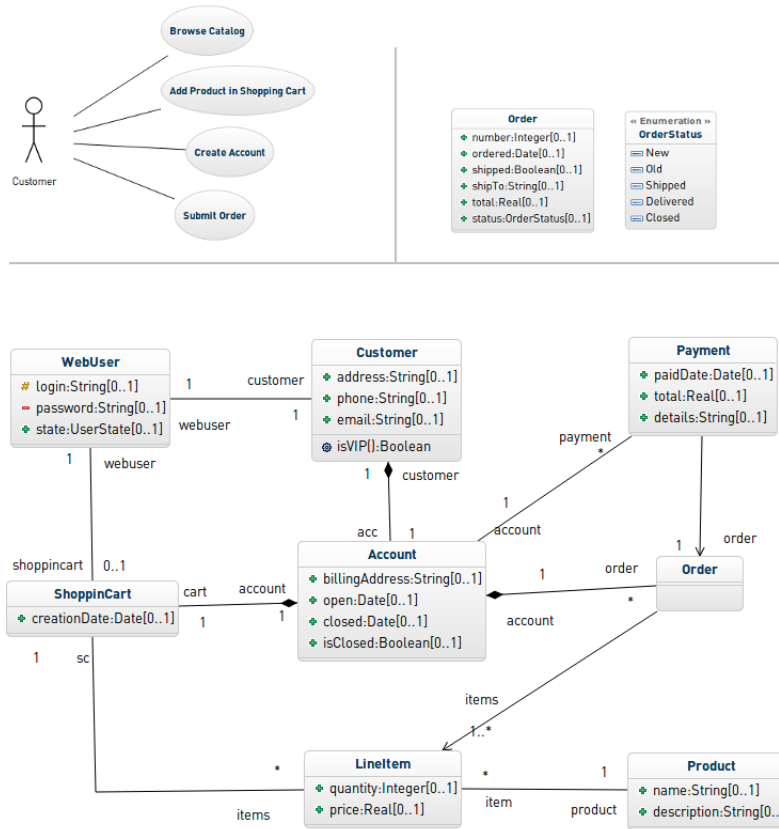 Browse Catalog
Add Product in Shopping Cart
Create Account
Submit Order
Customer
Order
number:Integer[0..1]
ordered:Date[0..1]
shipped:Boolean[0..1]
shipTo:String[0..1]
total:Real[0..1]
status:OrderStatus[0..1]
« Enumeration »
OrderStatus
New
Old
Shipped
Delivered
Closed
WebUser
# login:String[0..1]
password:String[0..1]
state:UserState[0..1]
1
customer
webuser
1
Customer
address:String[0..1]
phone:String[0..1]
email:String[0..1]
isVIP():Boolean
Payment
paidDate:Date[0..1]
total:Real[0..1]
details:String[0..1]
1
webuser
1
customer
payment
*
acc
1
1
account
1
order
shoppincart
0..1
ShoppinCart
creationDate:Date[0..1]
cart
account
1
1
Account
billingAddress:String[0..1]
open:Date[0..1]
closed:Date[0..1]
isClosed:Boolean[0..1]
1
order
account
*
Order
1
sc
items
1..*
*
items
LineItem
quantity:Integer[0..1]
price:Real[0..1]
*
item
1
product
Product
name:String[0..1]
description:String[0..